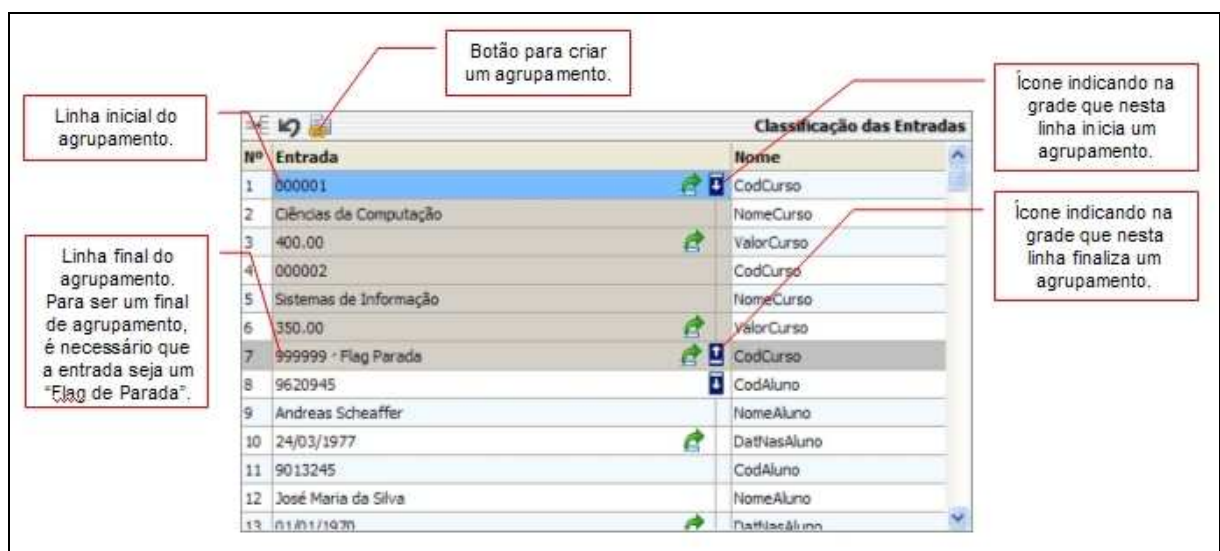 Botão para criar
um agrupamento.
Linha inicial do
agrupamento.
Ícone indicando na
grade que nesta
linha inicia um
agrupamento.
Ícone indicando na
grade que nesta
linha finaliza um
agrupamento.
Linha final do
agrupamento.
Para ser um final
de agrupamento,
é necessário que
a entrada seja um
“Flag de Parada”.
Classificação das Entradas
Nº Entrada Nome
1 000001 CodCurso
2 Ciências da Computação NomeCurso
3 400.00 ValorCurso
4 000002 CodCurso
5 Sistemas de Informação NomeCurso
6 350.00 ValorCurso
7 999999 - Flag Parada CodCurso
8 9620945 CodAluno
9 Andreas Scheaffer NomeAluno
10 24/03/1977 DatNasAluno
11 9013245 CodAluno
12 José Maria da Silva NomeAluno
13 01/01/1970 DatNasAluno